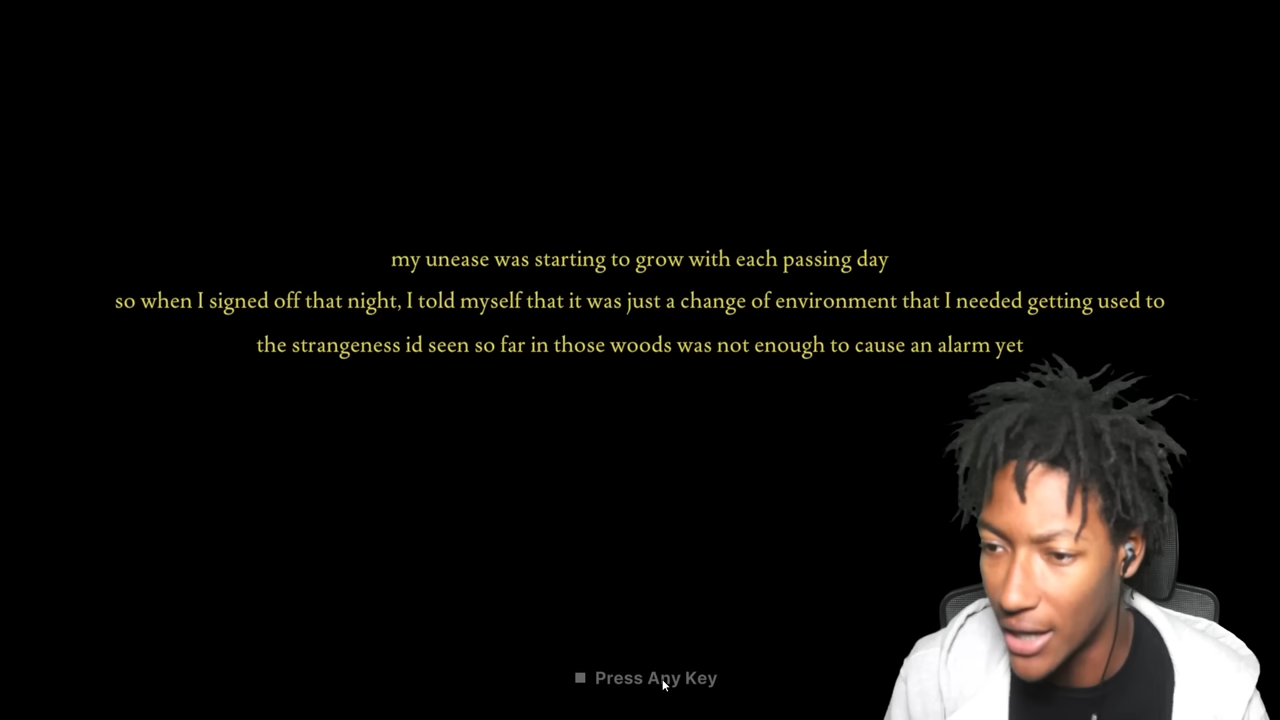 my unease was starting to grow with each passing day
so when I signed off that night, I told myself that it was just a change of environment that I needed getting used to
the strangeness id seen so far in those woods was not enough to cause an alarm yet
Press Any Key